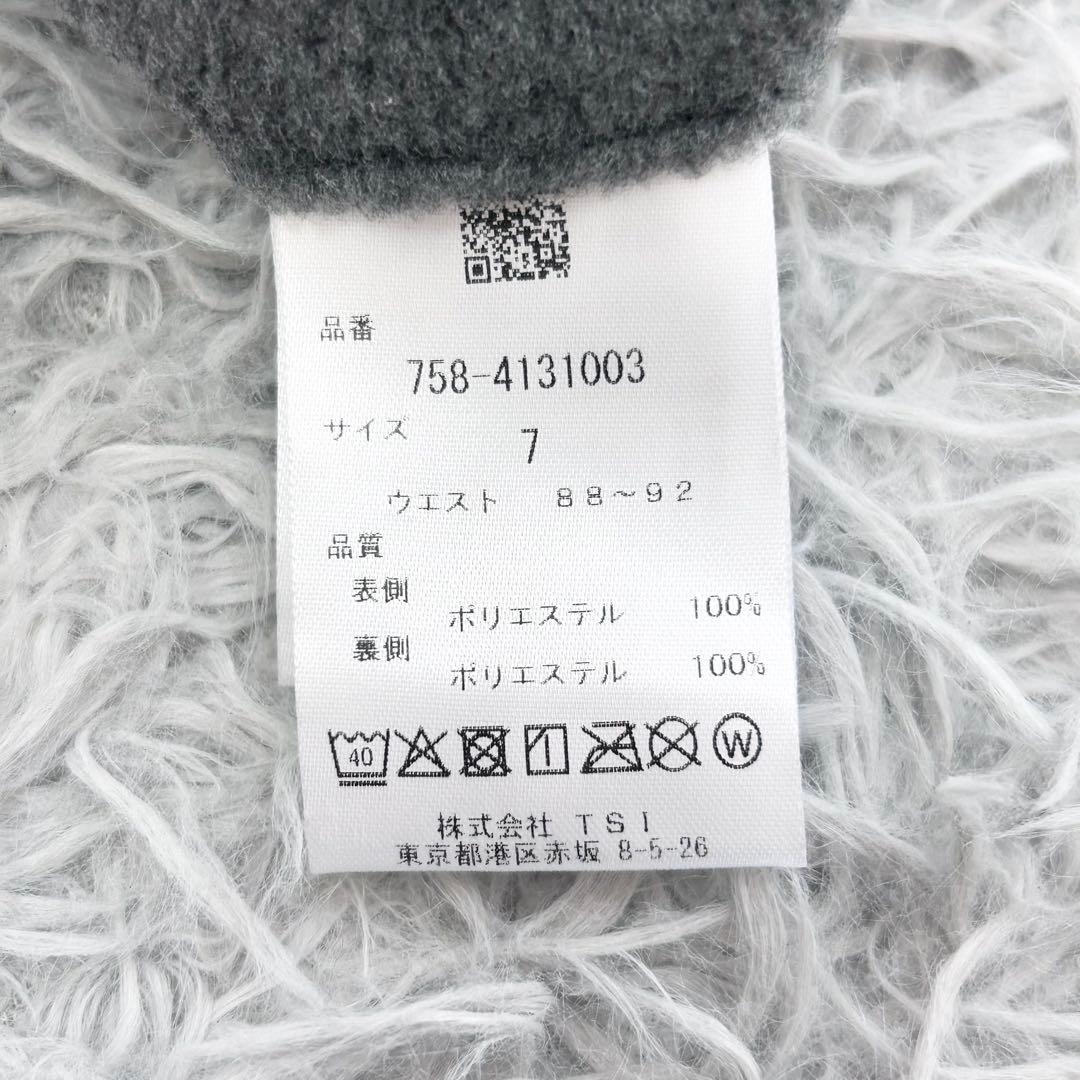 品番
758-4131003
サイズ
7
ウエスト 88~92
品質
表側
ポリエステル 100%
裏側
ポリエステル 100%
40 W
株式会社 TSI
東京都港区赤坂 8-5-26